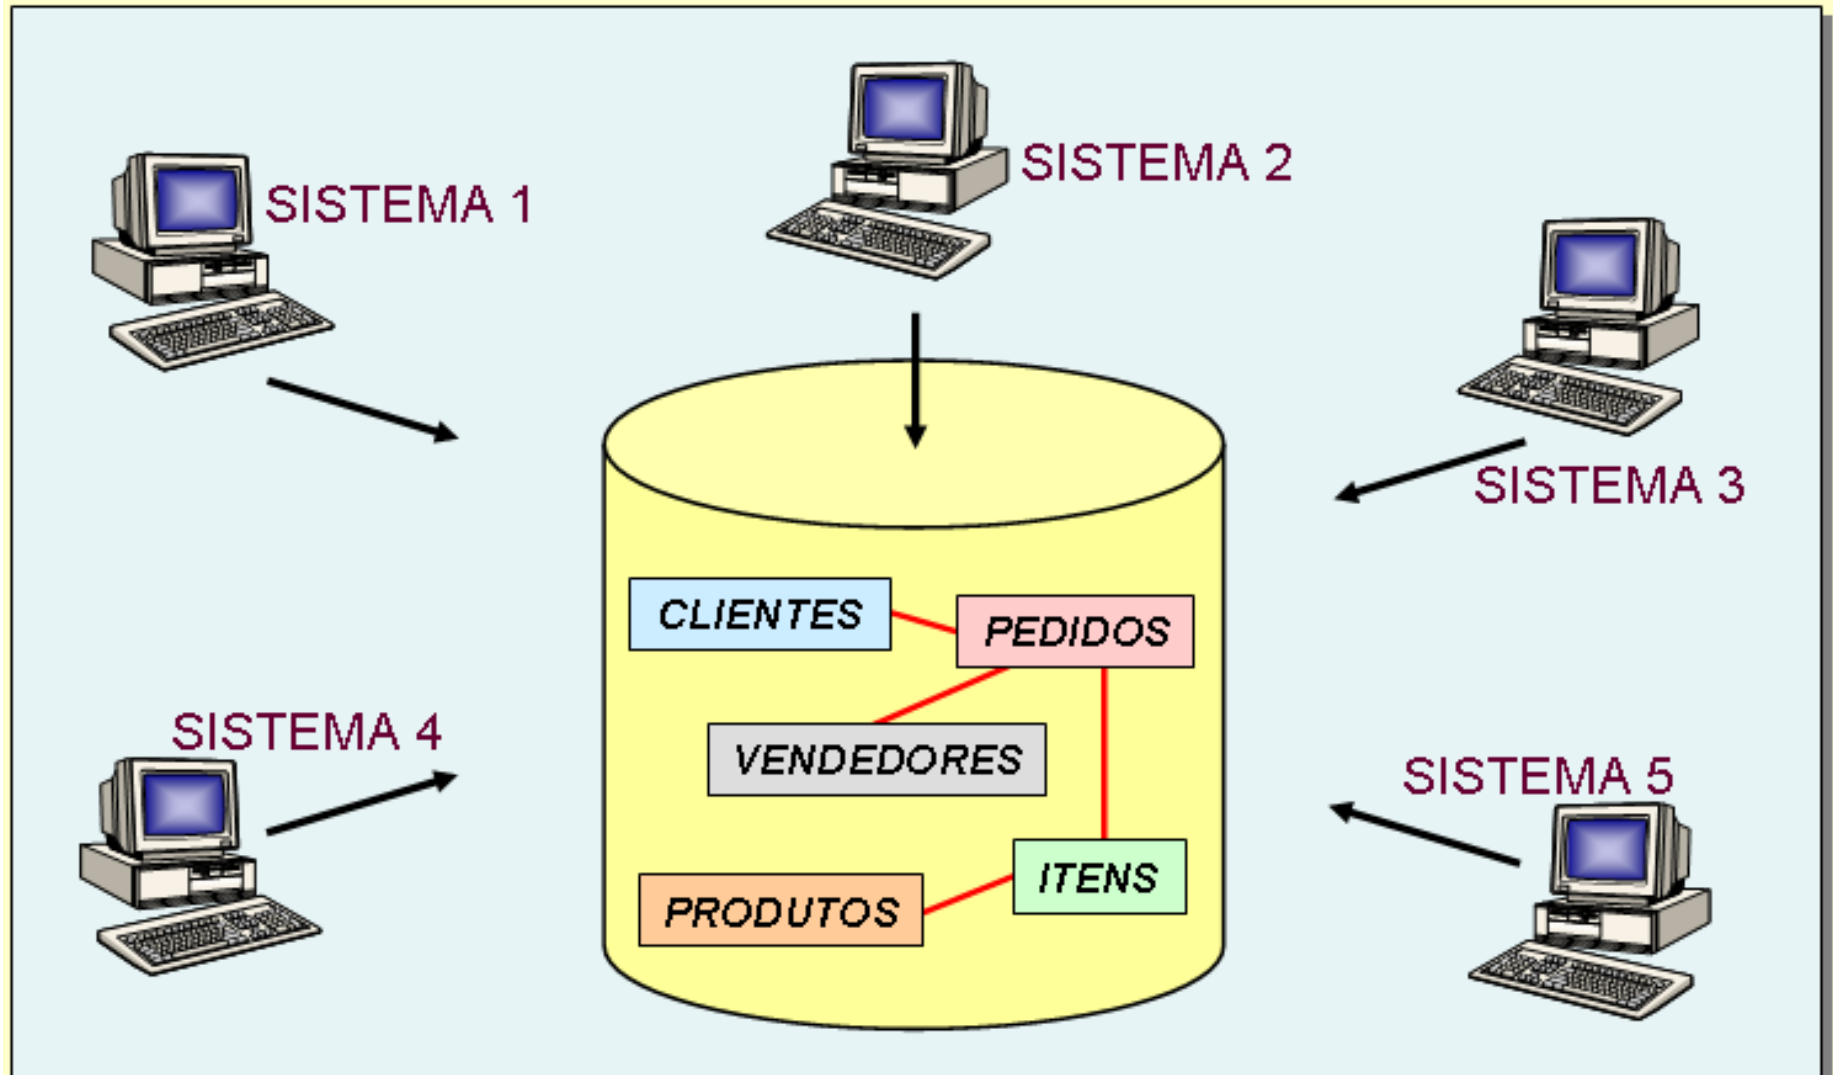 SISTEMA 1
SISTEMA 2
SISTEMA 3
CLIENTES
PEDIDOS
VENDEDORES
ITENS
PRODUTOS
SISTEMA 4
SISTEMA 5